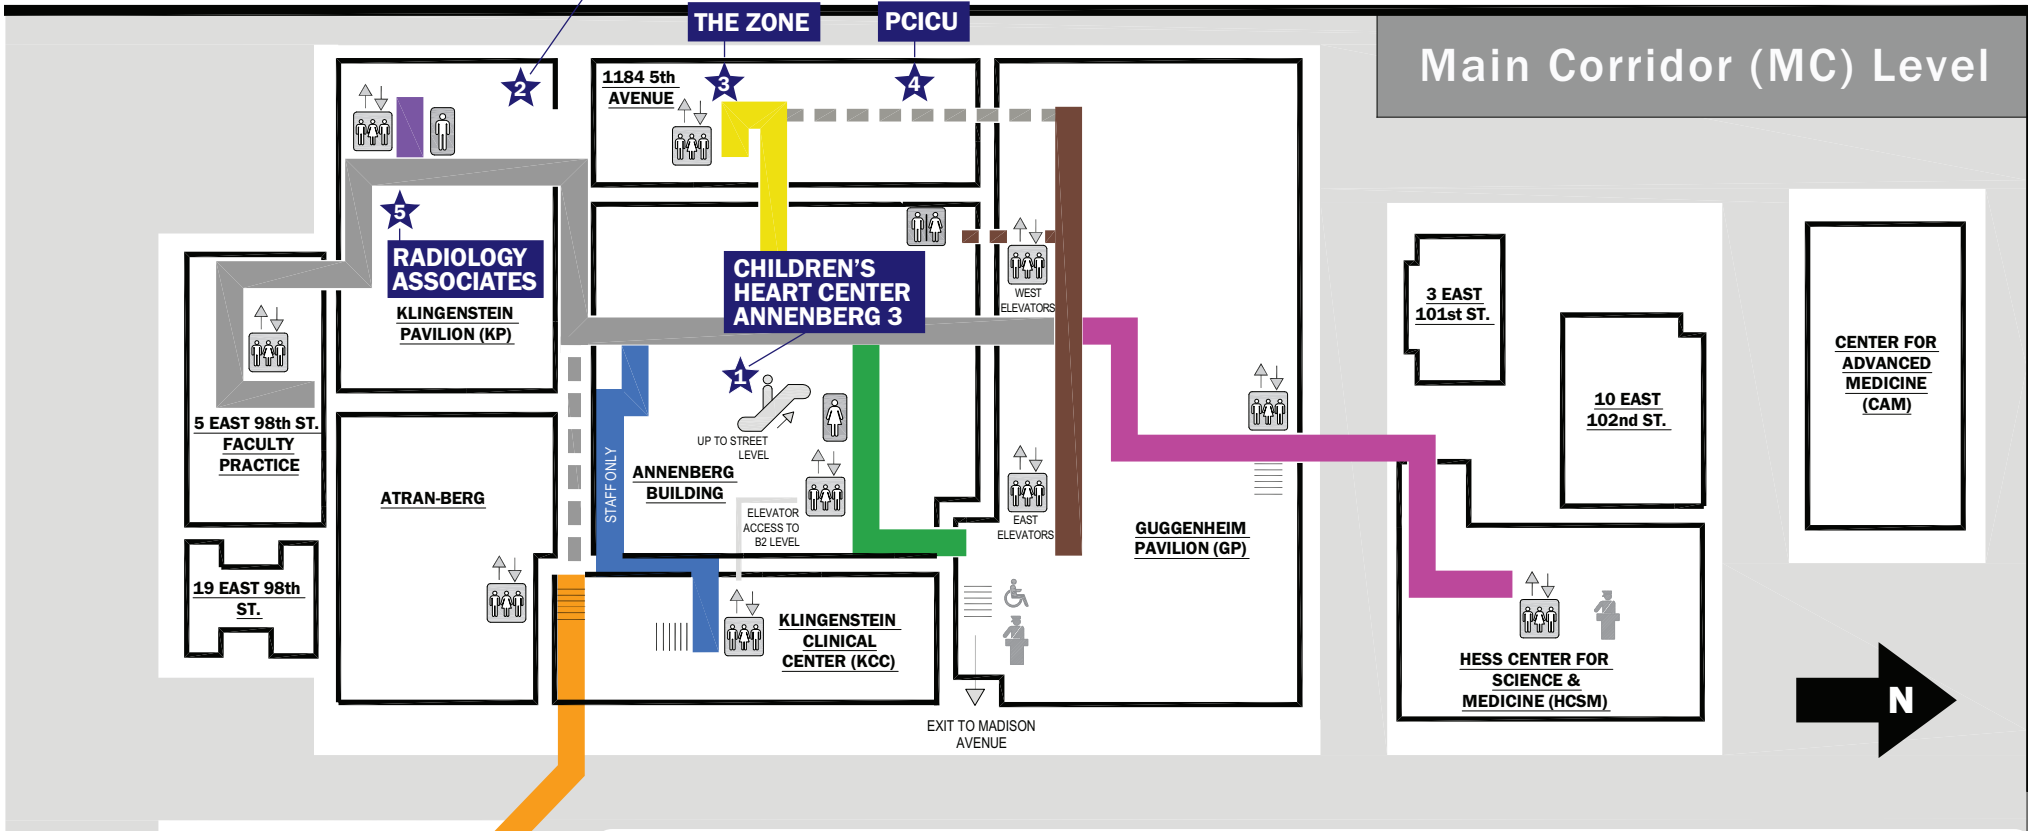 THE ZONE
PCICU
Main Corridor (MC) Level
2
1184 5th
AVENUE
3
4
5
RADIOLOGY
ASSOCIATES
KLINGENSTEIN
PAVILION (KP)
CHILDREN'S
HEART CENTER
ANNENBERG 3
WEST
ELEVATORS
3 EAST
101st ST.
CENTER FOR
ADVANCED
MEDICINE
(CAM)
10 EAST
102nd ST.
1
5 EAST 98th ST.
FACULTY
PRACTICE
UP TO STREET
LEVEL
STAFF ONLY
ANNENBERG
BUILDING
ATRAN-BERG
ELEVATOR
ACCESS TO
B2 LEVEL
EAST
ELEVATORS
GUGGENHEIM
PAVILION (GP)
19 EAST 98th
ST.
KLINGENSTEIN
CLINICAL
CENTER (KCC)
HESS CENTER FOR
SCIENCE &
MEDICINE (HCSM)
N
EXIT TO MADISON
AVENUE